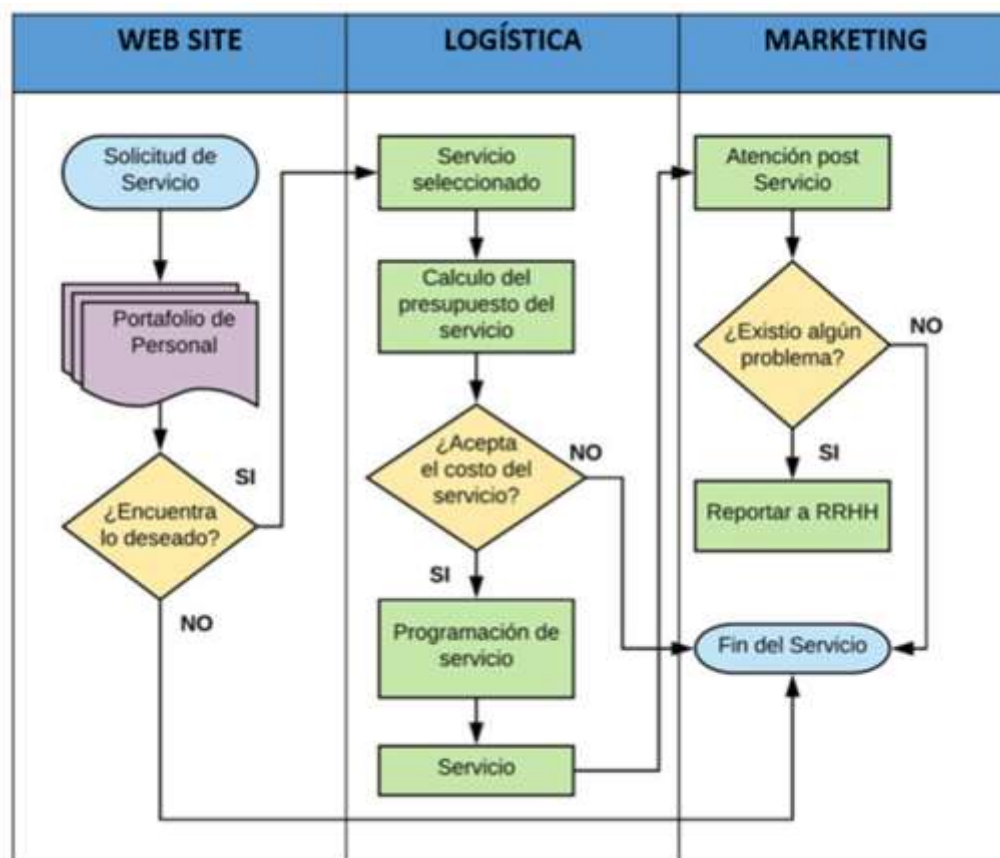 WEB SITE
LOGÍSTICA
MARKETING
Solicitud de
Servicio
Portafolio de
Personal
¿Encuentra
lo deseado?
SI
NO
Servicio
seleccionado
Calculo del
presupuesto del
servicio
¿Acepta
el costo del
servicio?
NO
SI
Programación de
servicio
Servicio
Atención post
Servicio
¿Existio algún
problema?
NO
SI
Reportar a RRHH
Fin del Servicio